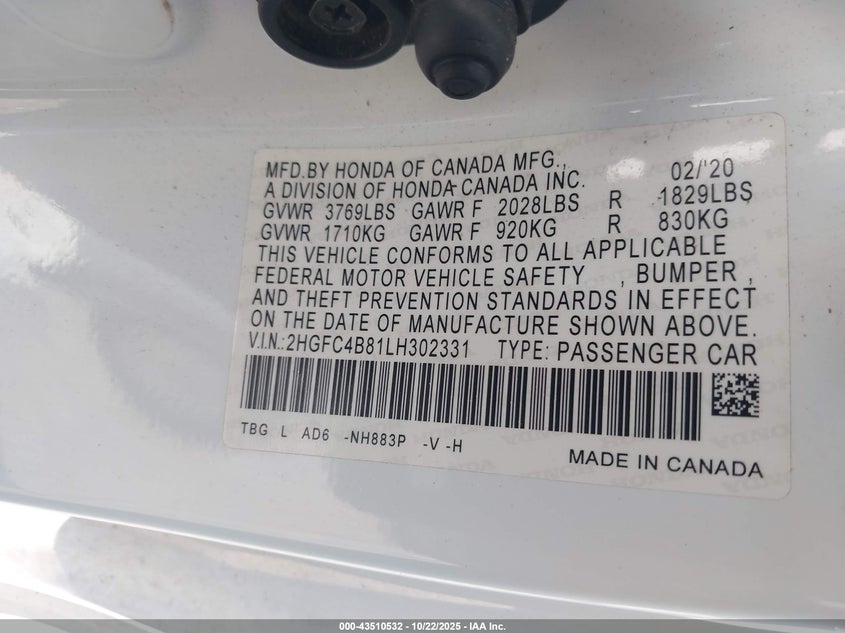 MFD.BY HONDA OF CANADA MFG., 02/'20
A DIVISION OF HONDA CANADA INC.
GVWR 3769LBS GAWR F 2028LBS R 1829LBS
GVWR 1710KG GAWR F 920KG R 830KG
THIS VEHICLE CONFORMS TO ALL APPLICABLE
FEDERAL MOTOR VEHICLE SAFETY , BUMPER ,
AND THEFT PREVENTION STANDARDS IN EFFECT
ON THE DATE OF MANUFACTURE SHOWN ABOVE.
V.I.N.:2HGFC4B81LH302331 TYPE: PASSENGER CAR
TBG L AD6 -NH883P -V -H
MADE IN CANADA
000-43510532 - 10/22/2025 - IAA Inc.